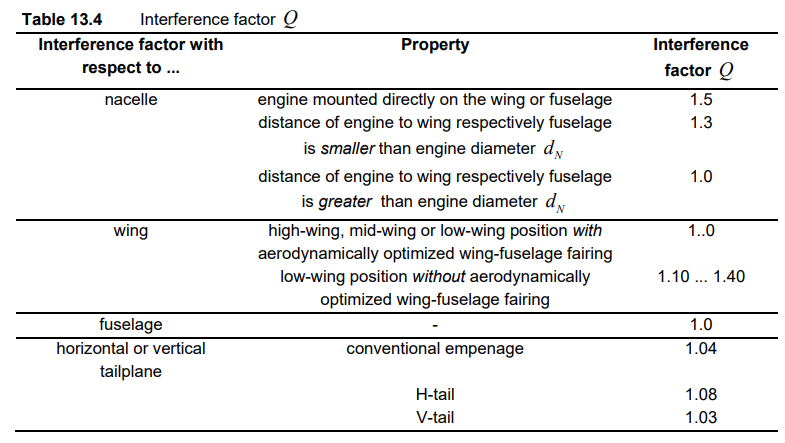 Table 13.4 Interference factor Q
Interference factor with respect to ... Property Interference factor Q
nacelle engine mounted directly on the wing or fuselage 1.5
distance of engine to wing respectively fuselage 1.3
is smaller than engine diameter d_N
distance of engine to wing respectively fuselage 1.0
is greater than engine diameter d_N
wing high-wing, mid-wing or low-wing position with 1..0
aerodynamically optimized wing-fuselage fairing
low-wing position without aerodynamically 1.10 ... 1.40
optimized wing-fuselage fairing
fuselage - 1.0
horizontal or vertical conventional empenage 1.04
tailplane
H-tail 1.08
V-tail 1.03